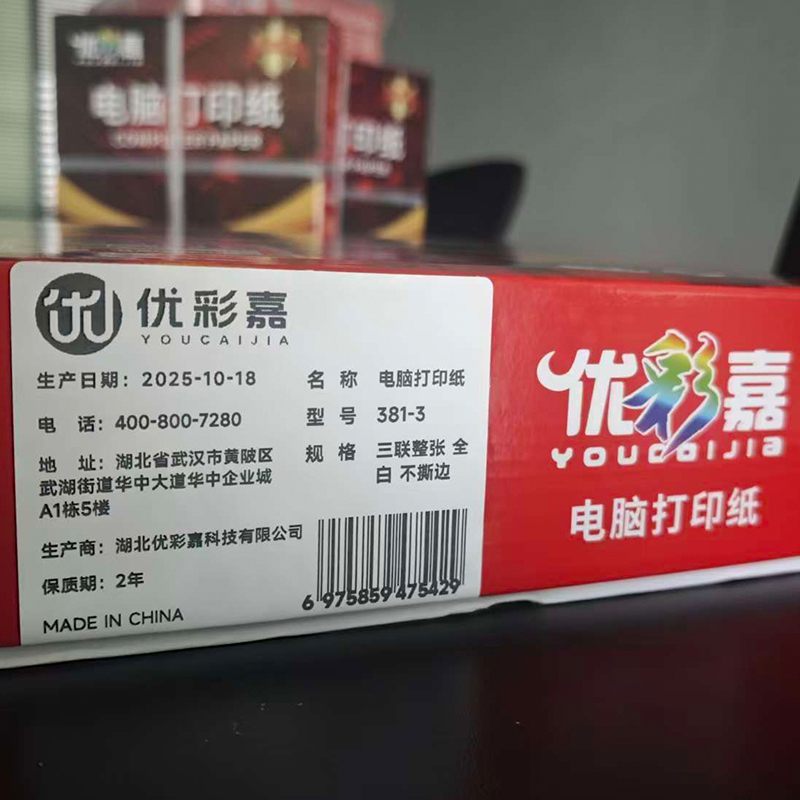 优彩嘉
电脑打印纸
COMPUTER PAPER
打印纸
优彩嘉
YOUCAIJIA
生产日期：2025-10-18
名 称 电脑打印纸
电 话：400-800-7280
型 号 381-3
地 址：湖北省武汉市黄陂区
武湖街道华中大道华中企业城
A1栋5楼
规 格 三联整张 全
白 不撕边
生产商：湖北优彩嘉科技有限公司
保质期：2年
MADE IN CHINA
6 975859 475429
优彩嘉
YOUCAIJIA
电脑打印纸